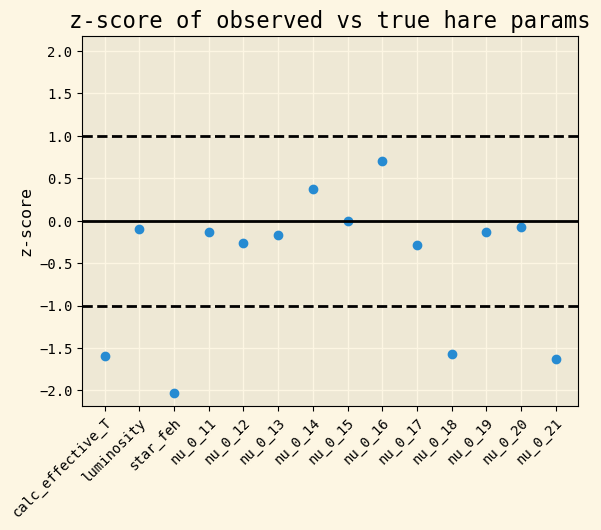 z-score of observed vs true hare params
z-score
2.0
1.5
1.0
0.5
0.0
−0.5
−1.0
−1.5
−2.0
calc_effective_T
luminosity
star_feh
nu_0_11
nu_0_12
nu_0_13
nu_0_14
nu_0_15
nu_0_16
nu_0_17
nu_0_18
nu_0_19
nu_0_20
nu_0_21